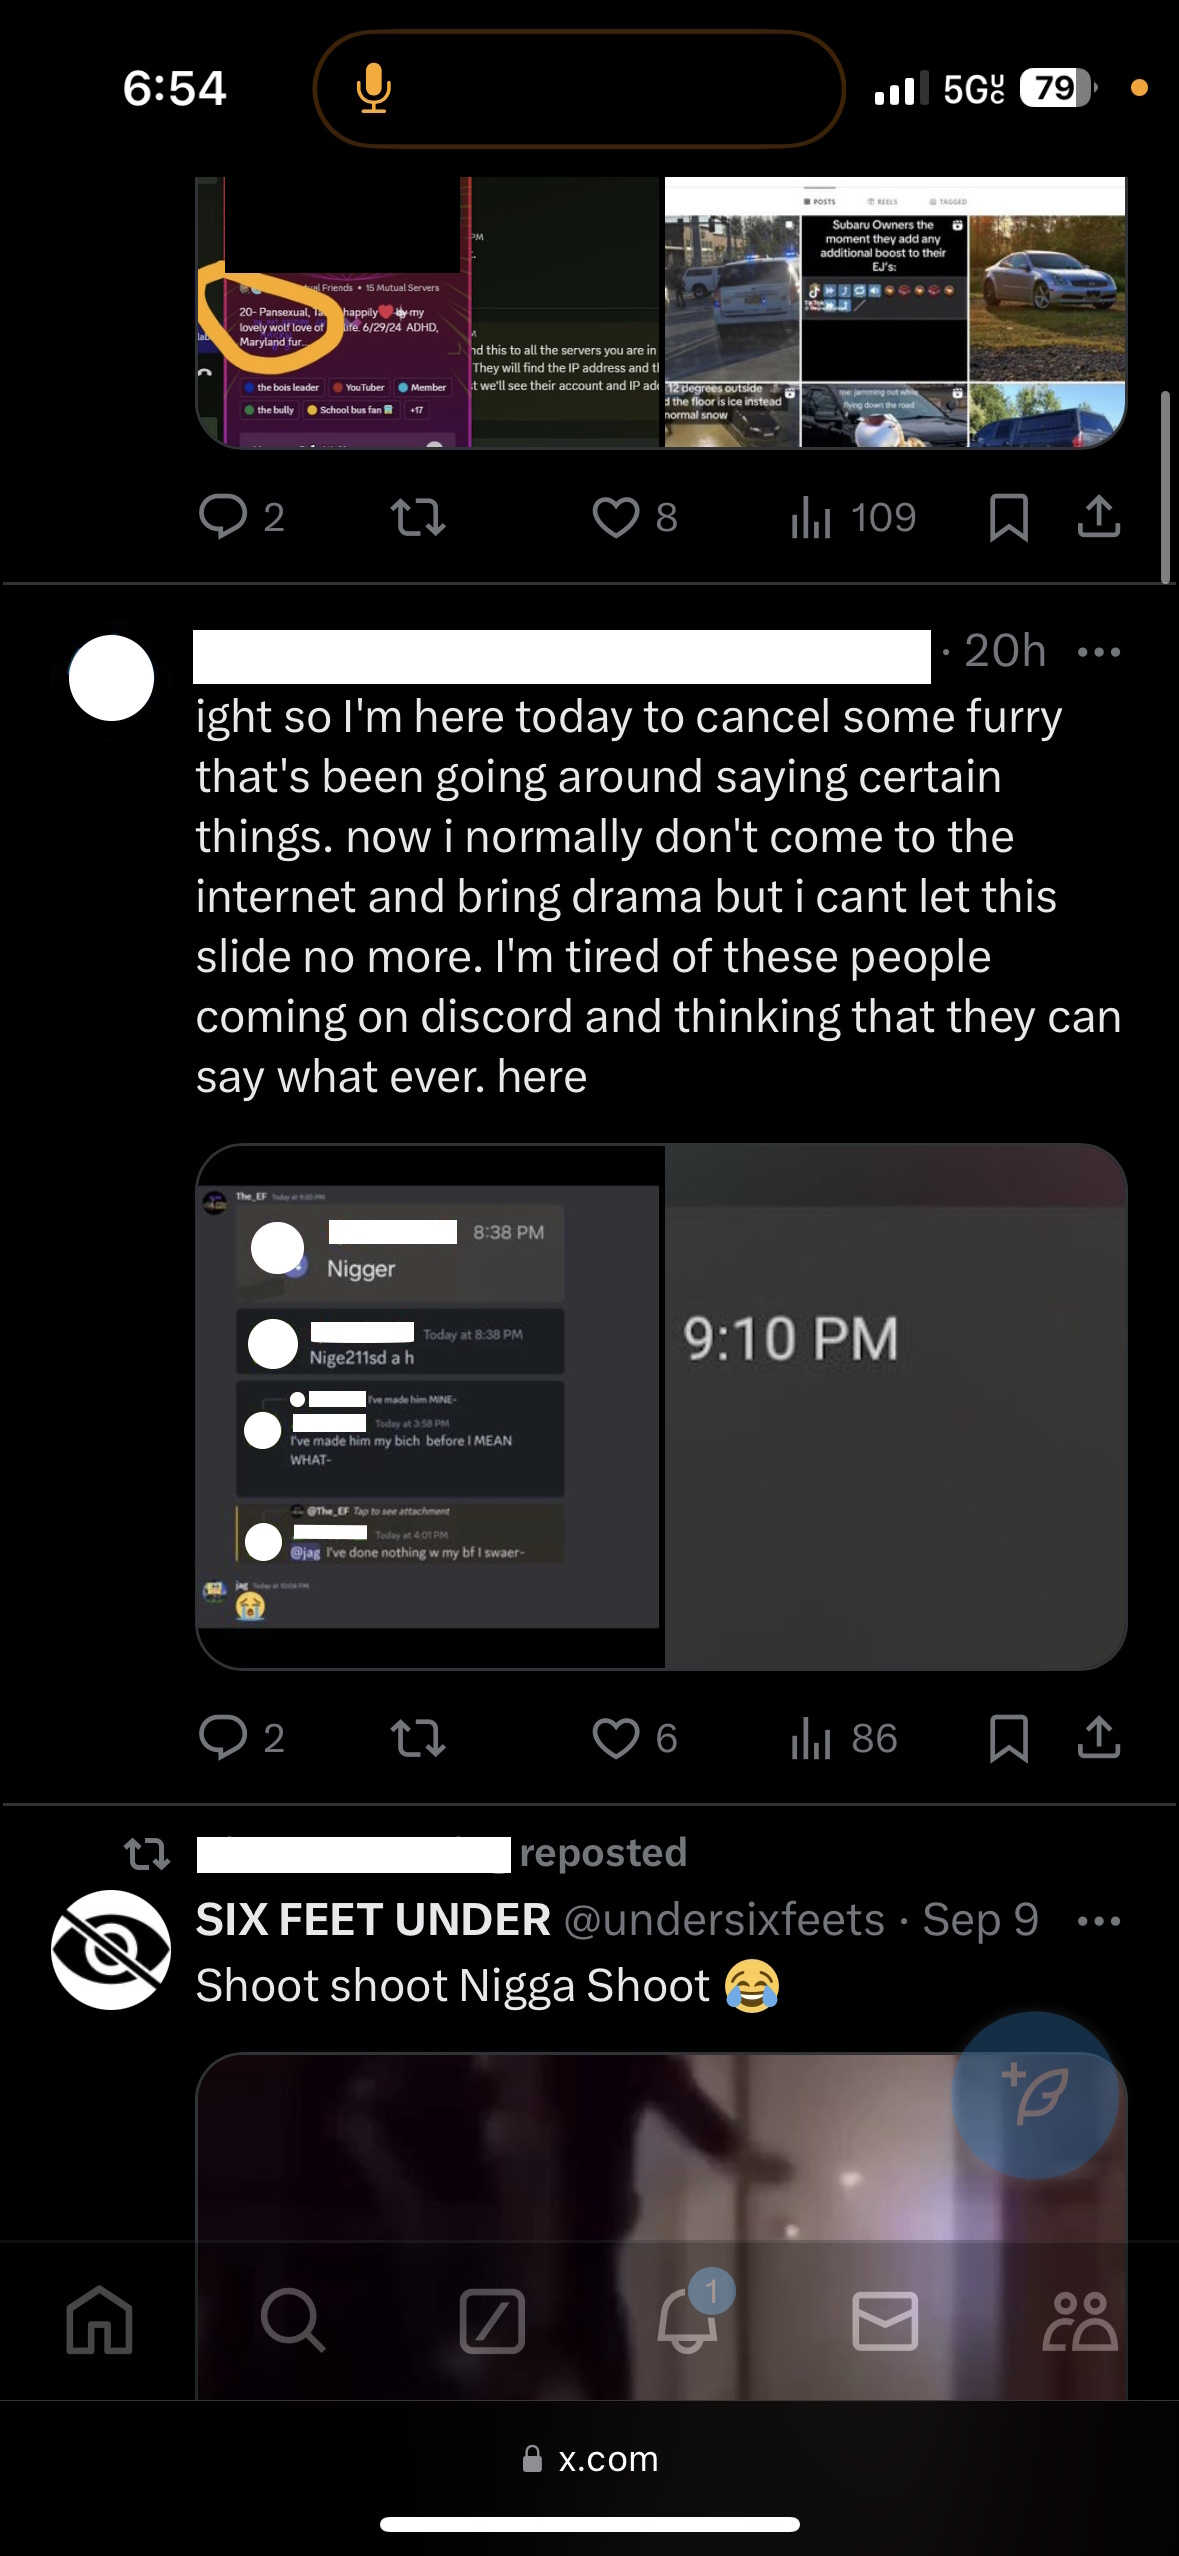 6:54
5G UC 79
POSTS REELS TAGGED
Subaru Owners the
moment they add any
additional boost to their
EJ's:
PM
Friends • 15 Mutual Servers
20- Pansexual, happily ❤️ by my
lovely wolf love of life. 6/29/24 ADHD,
Maryland fur...
nd this to all the servers you are in
They will find the IP address and t
t we'll see their account and IP add
the bois leader YouTuber Member
the bully School bus fan +17
12 degrees outside
d the floor is ice instead
normal snow
me: jamming out while
flying down the road
2 8 109
· 20h
ight so I'm here today to cancel some furry
that's been going around saying certain
things. now i normally don't come to the
internet and bring drama but i cant let this
slide no more. I'm tired of these people
coming on discord and thinking that they can
say what ever. here
The_EF Today at 9:00 PM
8:38 PM
Nigger
Today at 8:38 PM
Nige211sd a h
I've made him MINE-
Today at 3:58 PM
I've made him my bich before I MEAN
WHAT-
@The_EF Tap to see attachment
Today at 4:01 PM
@jag I've done nothing w my bf I swaer-
jag Today at 10:06 PM
😭
9:10 PM
2 6 86
reposted
SIX FEET UNDER @undersixfeets · Sep 9
Shoot shoot Nigga Shoot 😂
1
x.com